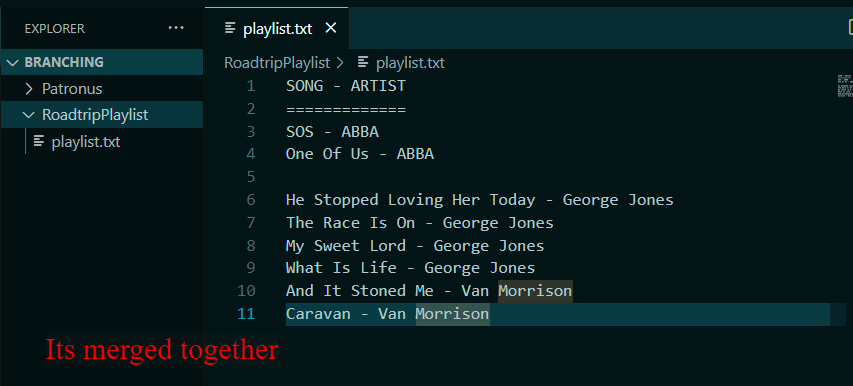 EXPLORER ...
BRANCHING
Patronus
RoadtripPlaylist
playlist.txt
playlist.txt
RoadtripPlaylist > playlist.txt
1 SONG - ARTIST
2 =============
3 SOS - ABBA
4 One Of Us - ABBA
5
6 He Stopped Loving Her Today - George Jones
7 The Race Is On - George Jones
8 My Sweet Lord - George Jones
9 What Is Life - George Jones
10 And It Stoned Me - Van Morrison
11 Caravan - Van Morrison
Its merged together